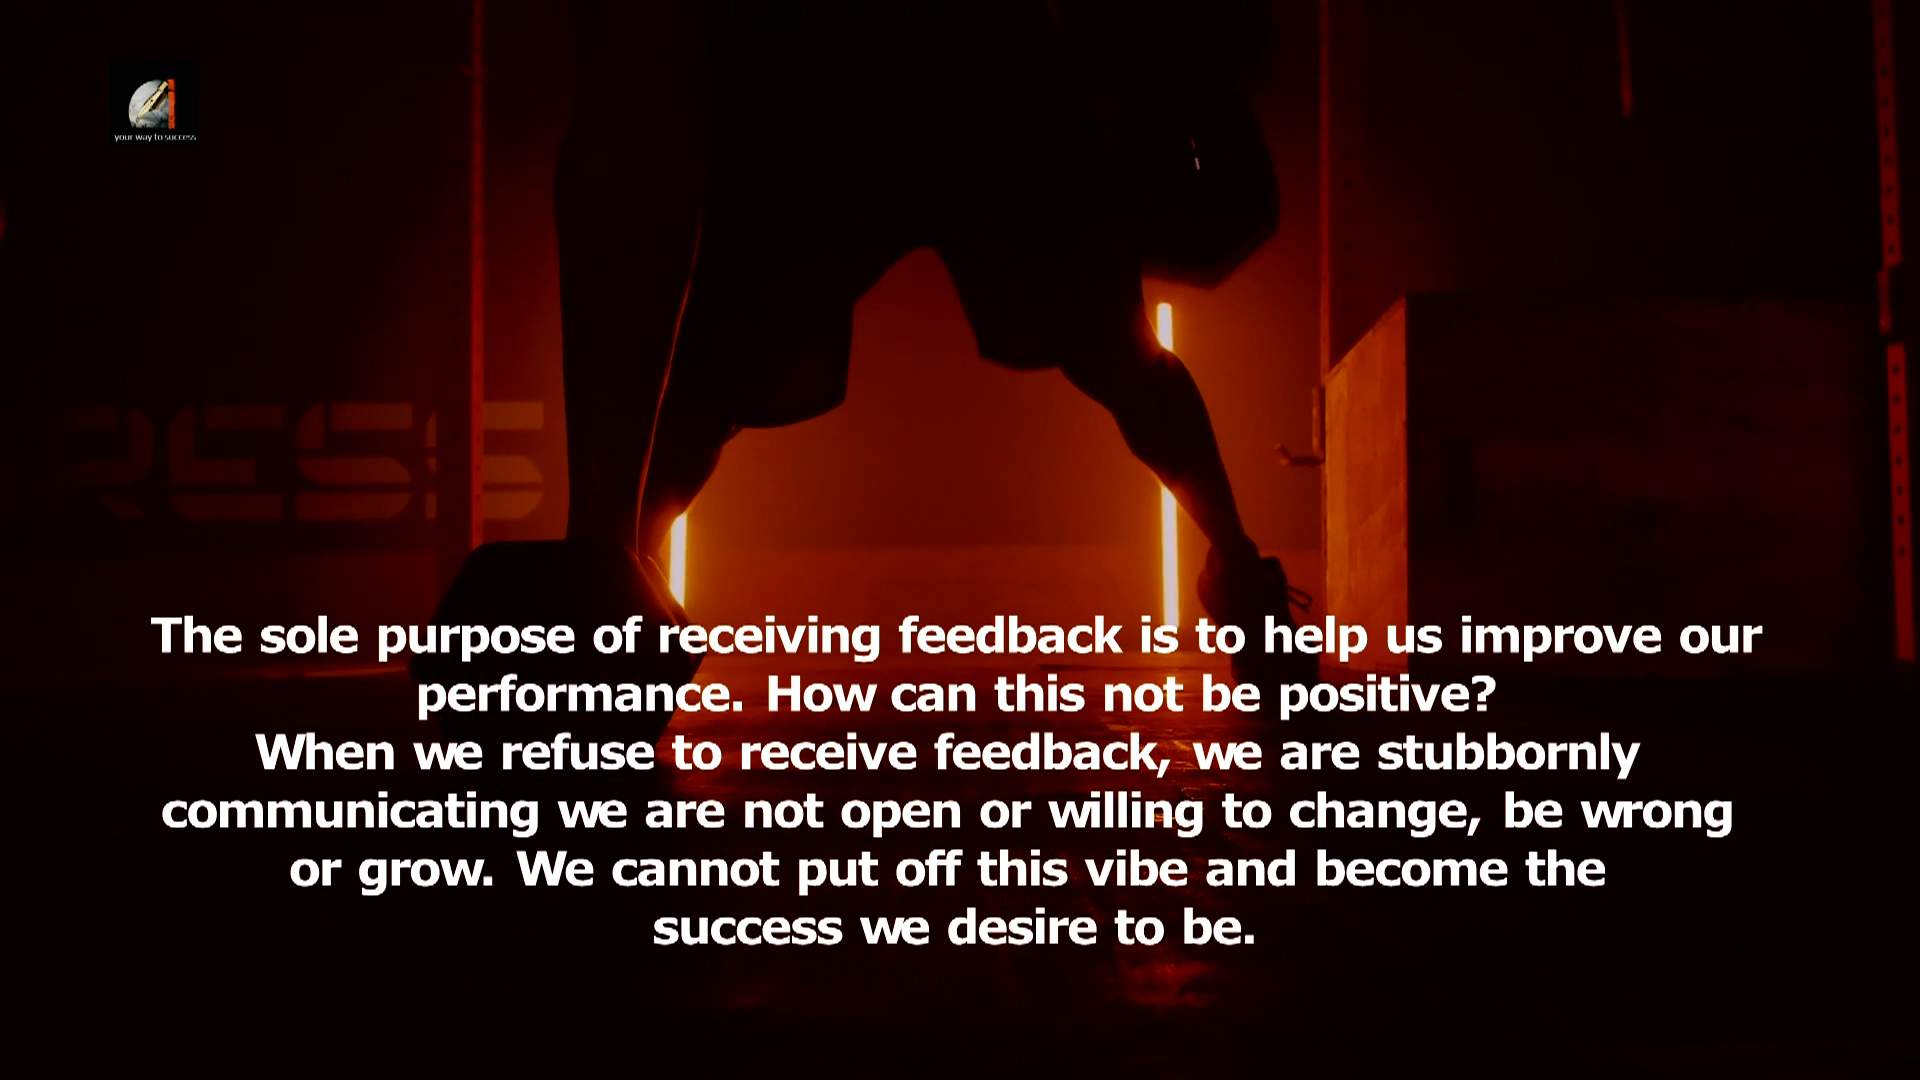 your way to success
RESS
The sole purpose of receiving feedback is to help us improve our
performance. How can this not be positive?
When we refuse to receive feedback, we are stubbornly
communicating we are not open or willing to change, be wrong
or grow. We cannot put off this vibe and become the
success we desire to be.